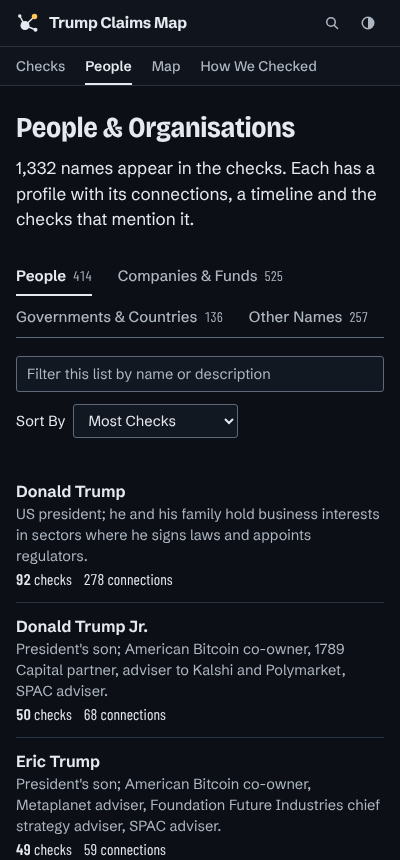 Trump Claims Map
Checks People Map How We Checked
People & Organisations
1,332 names appear in the checks. Each has a
profile with its connections, a timeline and the
checks that mention it.
People 414 Companies & Funds 525
Governments & Countries 136 Other Names 257
Filter this list by name or description
Sort By Most Checks
Donald Trump
US president; he and his family hold business interests
in sectors where he signs laws and appoints
regulators.
92 checks 278 connections
Donald Trump Jr.
President's son; American Bitcoin co-owner, 1789
Capital partner, adviser to Kalshi and Polymarket,
SPAC adviser.
50 checks 68 connections
Eric Trump
President's son; American Bitcoin co-owner,
Metaplanet adviser, Foundation Future Industries chief
strategy adviser, SPAC adviser.
49 checks 59 connections